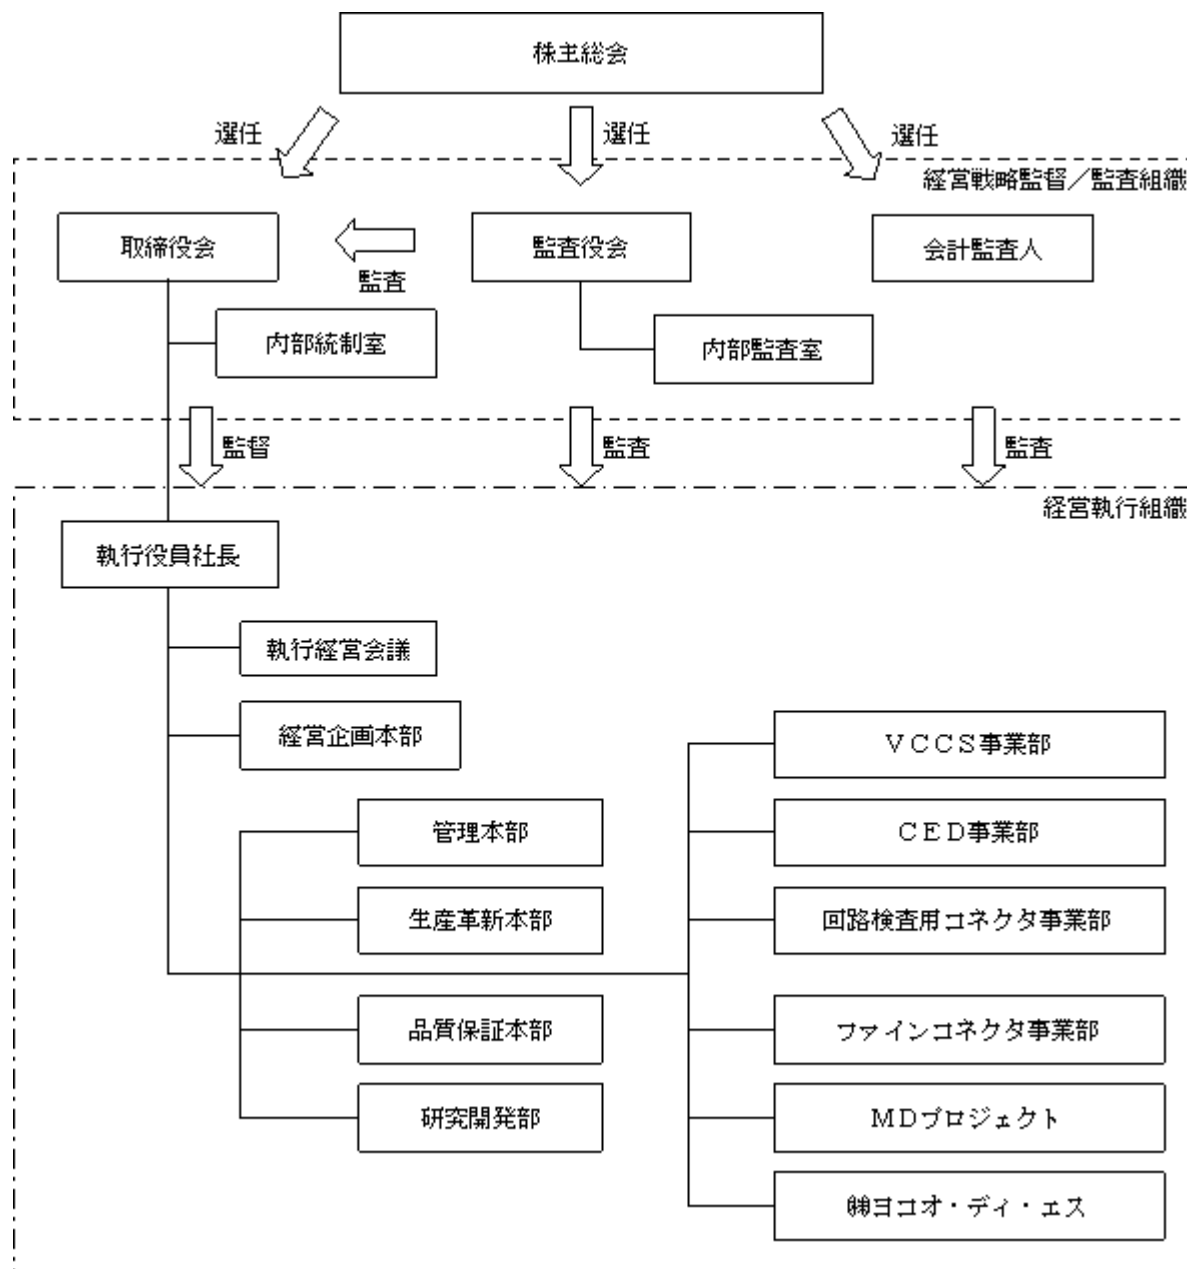 株主総会
選任
選任
選任
経営戦略監督／監査組織
取締役会
監査
監査役会
会計監査人
内部統制室
内部監査室
監督
監査
監査
経営執行組織
執行役員社長
執行経営会議
経営企画本部
管理本部
生産革新本部
品質保証本部
研究開発部
ＶＣＣＳ事業部
ＣＥＤ事業部
回路検査用コネクタ事業部
ファインコネクタ事業部
ＭＤプロジェクト
㈱ヨコオ・ディ・エス